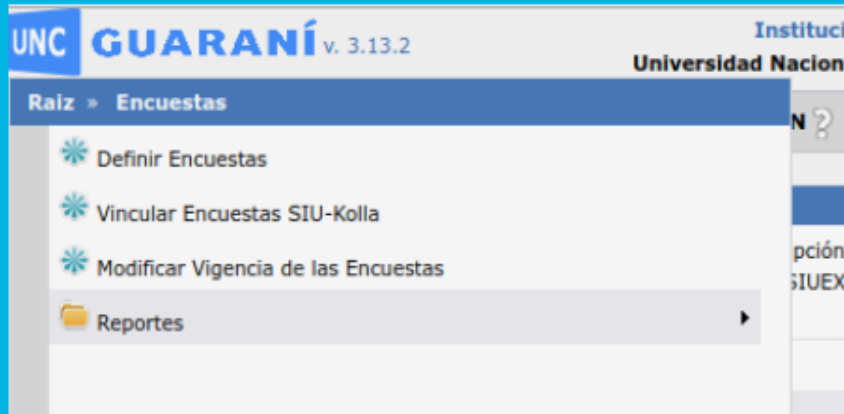 UNC GUARANÍ v. 3.13.2
Instituci
Universidad Nacion
Raiz » Encuestas
N ?
Definir Encuestas
Vincular Encuestas SIU-Kolla
Modificar Vigencia de las Encuestas
pción
SIUEX
Reportes